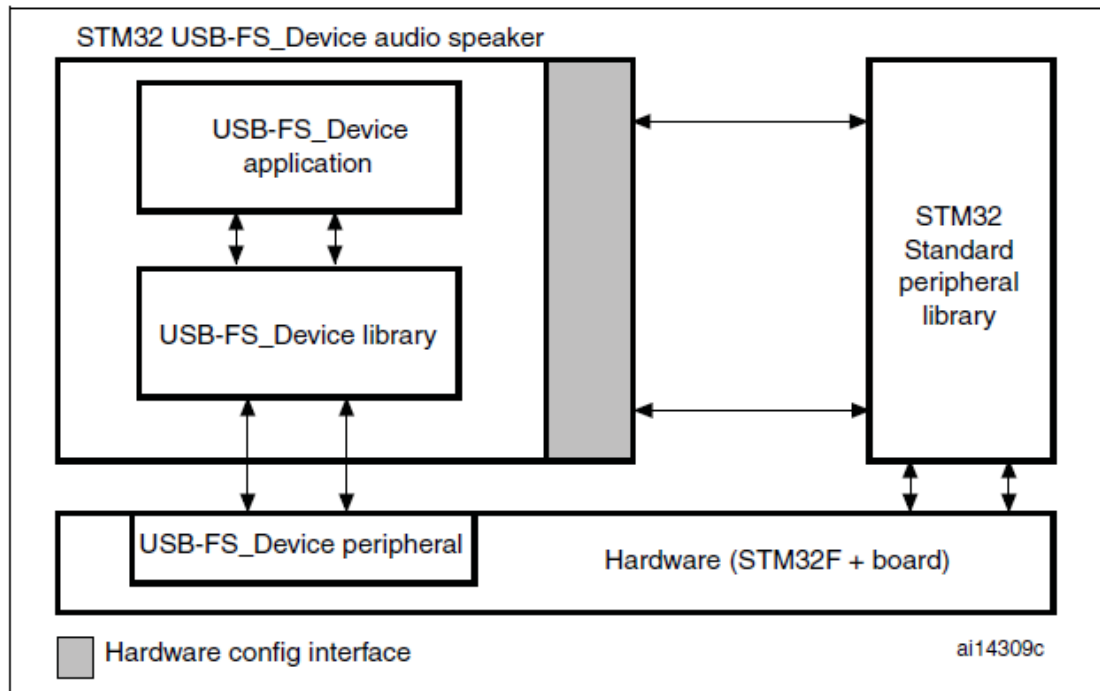 STM32 USB-FS_Device audio speaker
USB-FS_Device
application
USB-FS_Device library
STM32
Standard
peripheral
library
USB-FS_Device peripheral
Hardware (STM32F + board)
Hardware config interface
ai14309c